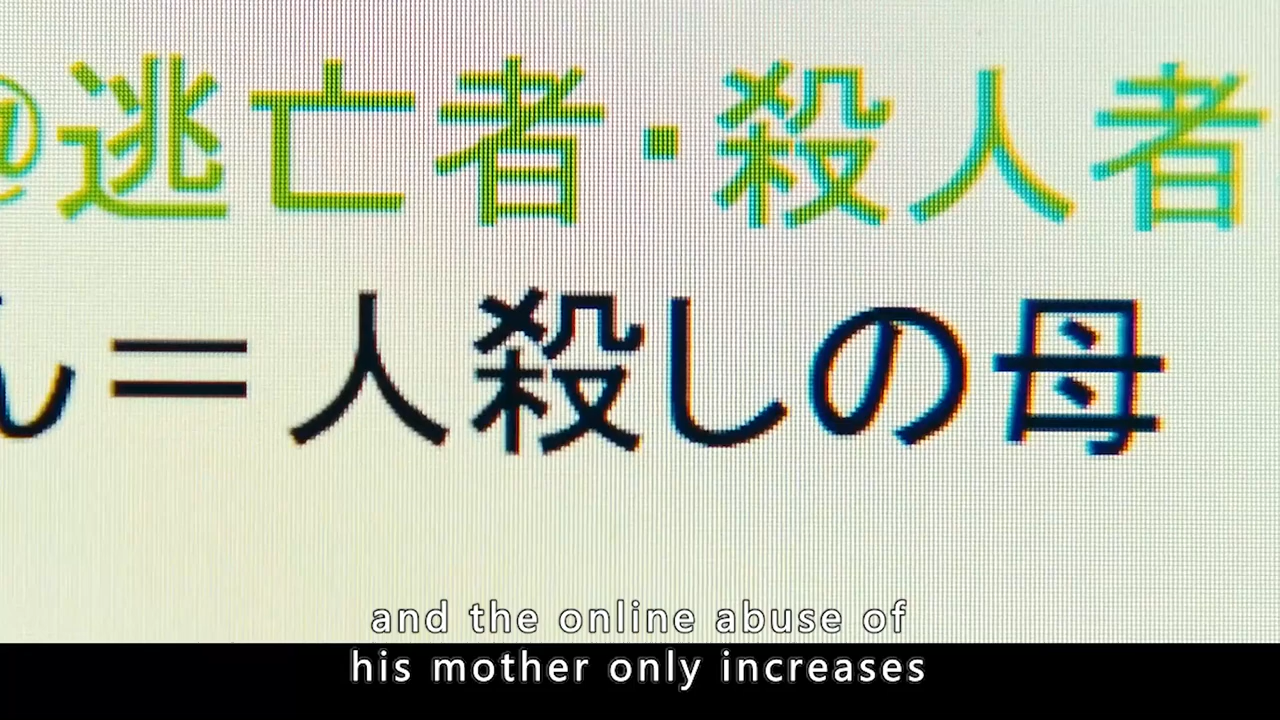 @逃亡者・殺人者
ん＝人殺しの母
and the online abuse of
his mother only increases